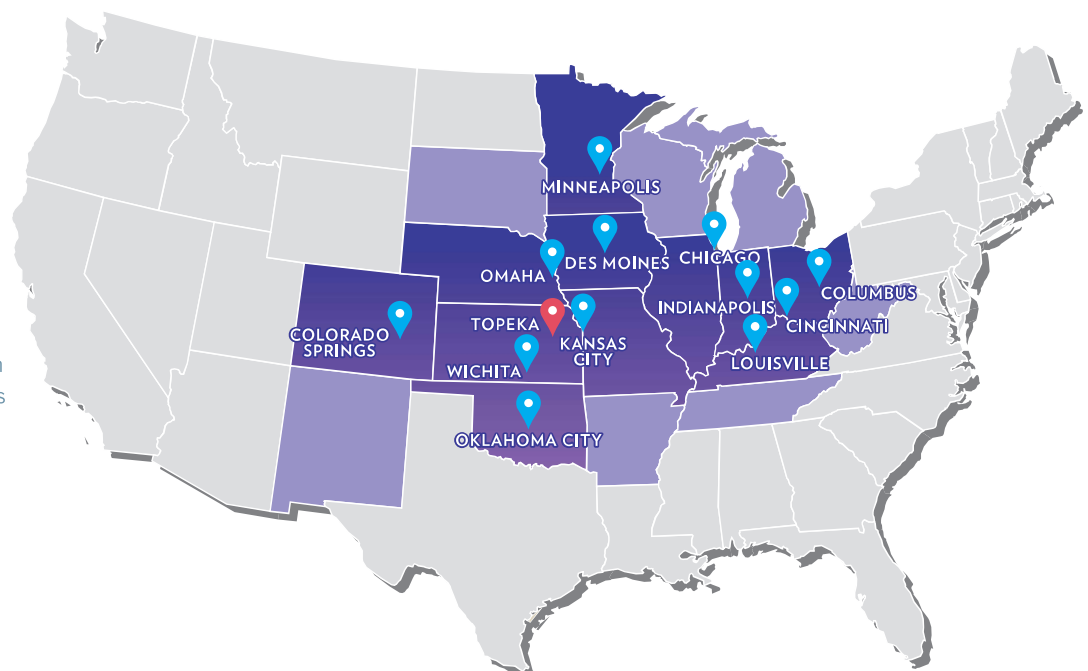 MINNEAPOLIS
OMAHA
DES MOINES
CHICAGO
INDIANAPOLIS
COLUMBUS
CINCINNATI
COLORADO
SPRINGS
TOPEKA
KANSAS
CITY
WICHITA
LOUISVILLE
OKLAHOMA CITY
s